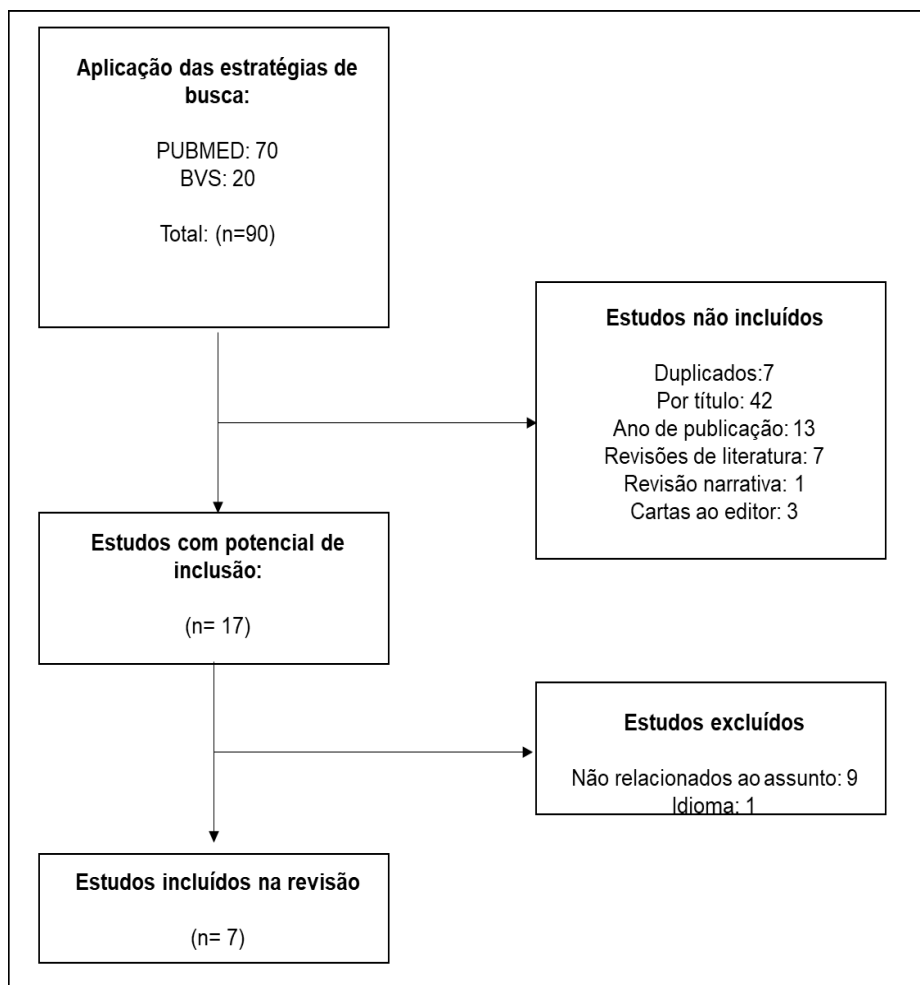 Aplicação das estratégias de
busca:
PUBMED: 70
BVS: 20
Total: (n=90)
Estudos não incluídos
Duplicados:7
Por título: 42
Ano de publicação: 13
Revisões de literatura: 7
Revisão narrativa: 1
Cartas ao editor: 3
Estudos com potencial de
inclusão:
(n= 17)
Estudos excluídos
Não relacionados ao assunto: 9
Idioma: 1
Estudos incluídos na revisão
(n= 7)